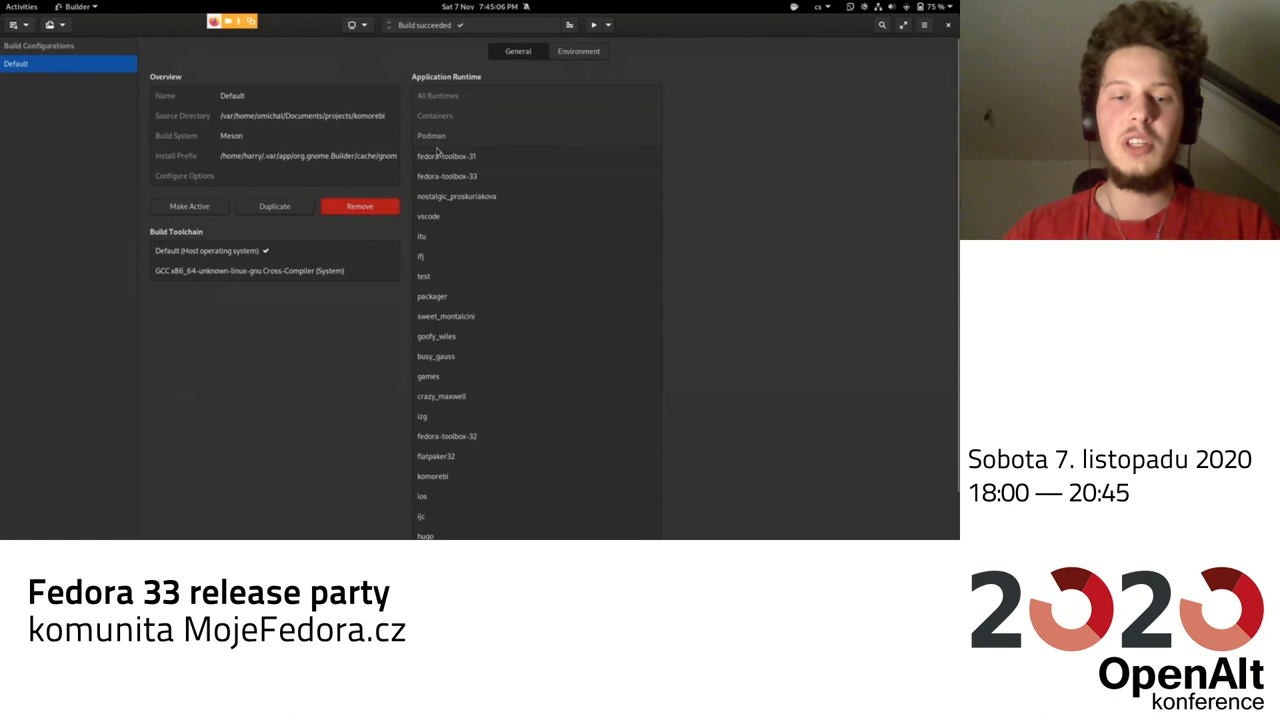 Activities
Builder
Sat 7 Nov 7:45:06 PM
cs
75 %
Build succeeded
Build Configurations
Default
General
Environment
Overview
Name Default
Source Directory /var/home/omichal/Documents/projects/komorebi
Build System Meson
Install Prefix /home/harry/.var/app/org.gnome.Builder/cache/gnom
Configure Options
Make Active
Duplicate
Remove
Build Toolchain
Default (Host operating system)
GCC x86_64-unknown-linux-gnu Cross-Compiler (System)
Application Runtime
All Runtimes
Containers
Podman
fedora-toolbox-31
fedora-toolbox-33
nostalgic_proskuriakova
vscode
itu
ifj
test
packager
sweet_montalcini
goofy_wiles
busy_gauss
games
crazy_maxwell
izg
fedora-toolbox-32
flatpaker32
komorebi
ios
ijc
hugo
Sobota 7. listopadu 2020
18:00 — 20:45
Fedora 33 release party
komunita MojeFedora.cz
2020
OpenAlt
konference